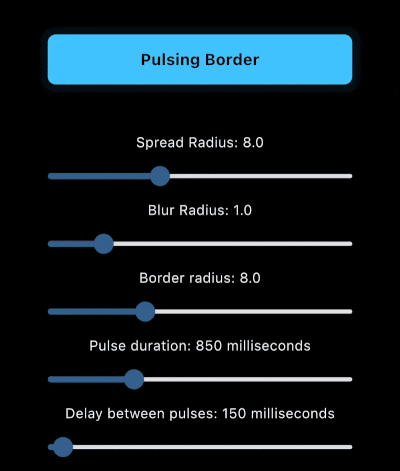 Pulsing Border
Spread Radius: 8.0
Blur Radius: 1.0
Border radius: 8.0
Pulse duration: 850 milliseconds
Delay between pulses: 150 milliseconds